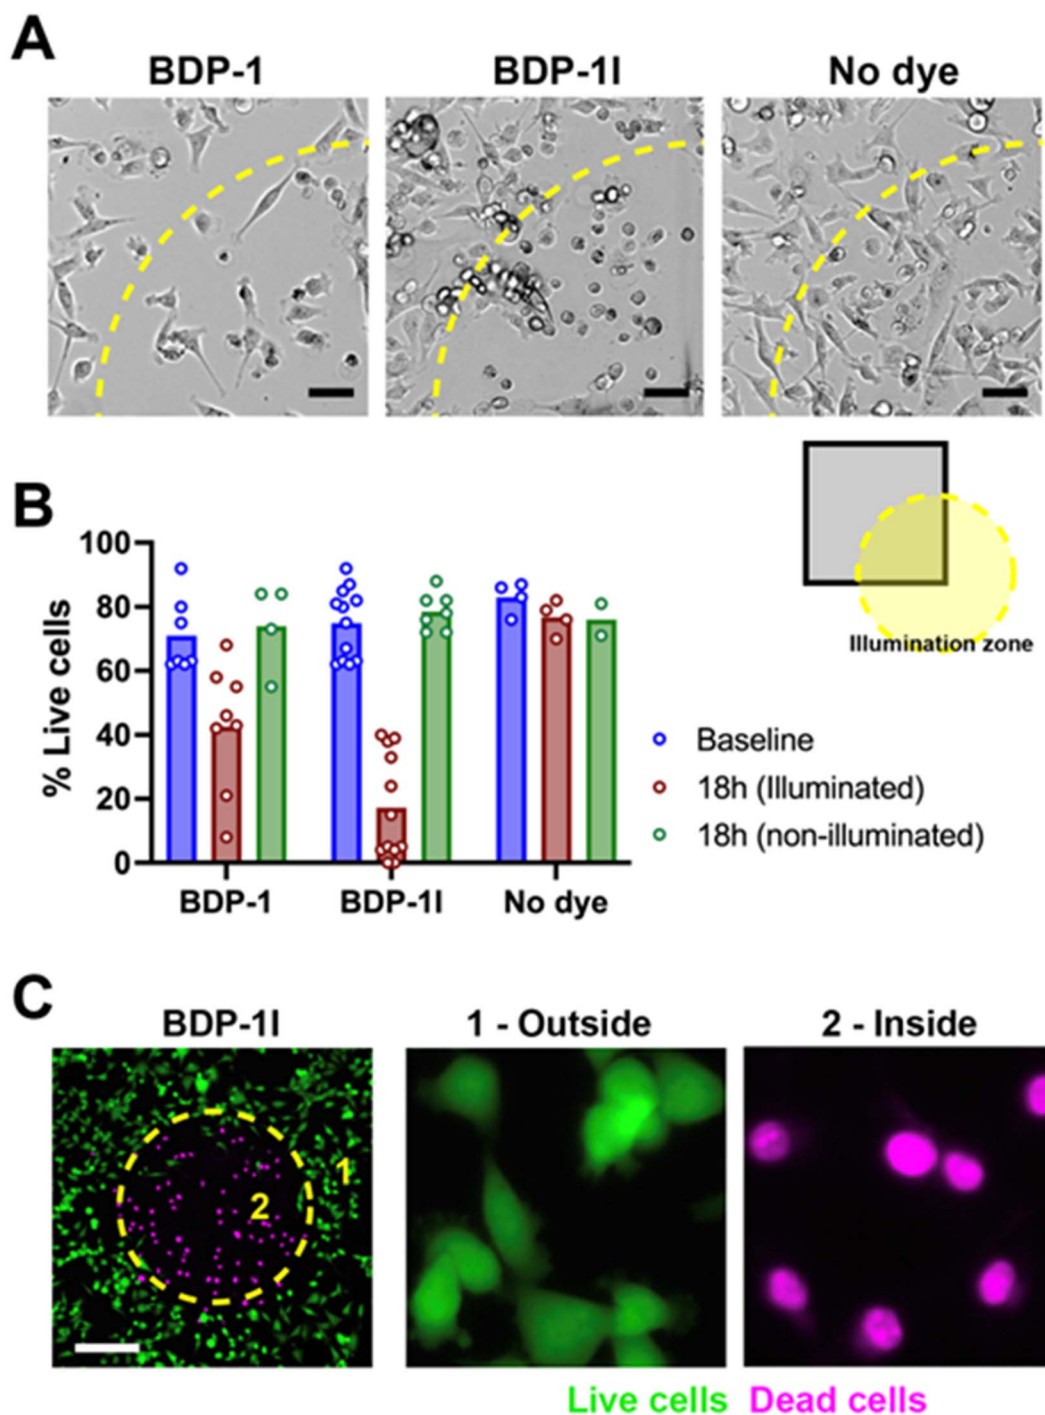 A
BDP-1 BDP-1I No dye
B
100
80
60
40
20
0
% Live cells
BDP-1 BDP-1I No dye
Illumination zone
Baseline
18h (Illuminated)
18h (non-illuminated)
C
BDP-1I 1 - Outside 2 - Inside
1
2
Live cells Dead cells